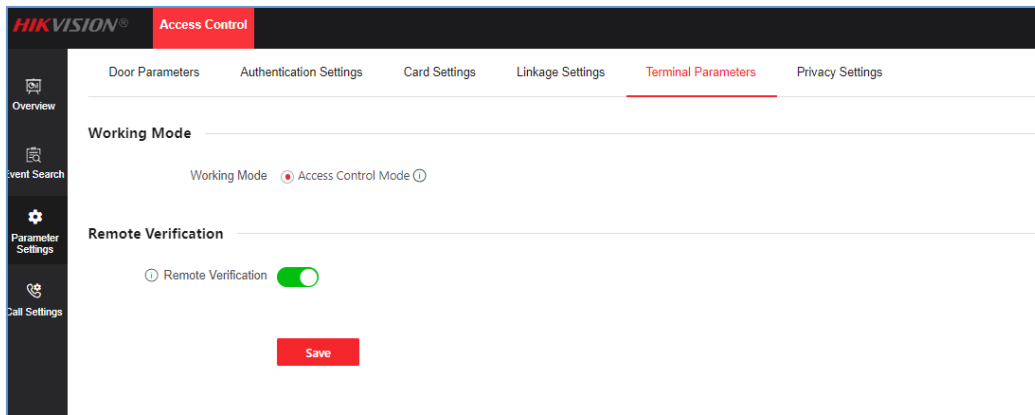 HIKVISION®
Access Control
Overview
Event Search
Parameter
Settings
Call Settings
Door Parameters
Authentication Settings
Card Settings
Linkage Settings
Terminal Parameters
Privacy Settings
Working Mode
Working Mode
Access Control Mode
Remote Verification
Remote Verification
Save